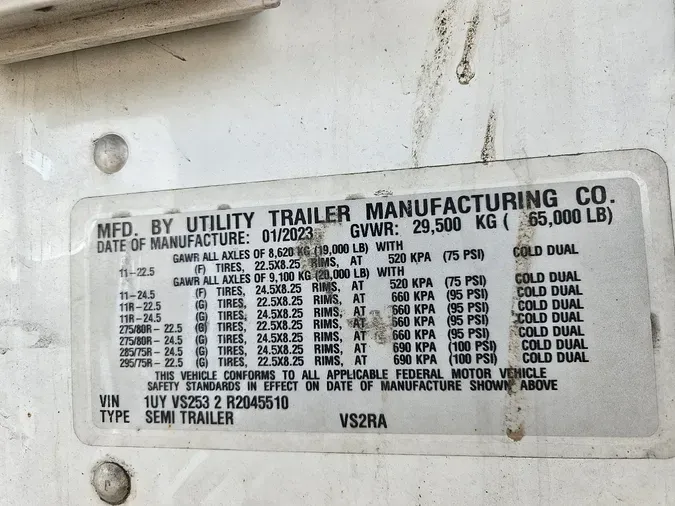 MFD. BY UTILITY TRAILER MANUFACTURING CO.
DATE OF MANUFACTURE: 01/2023 GVWR: 29,500 KG ( 65,000 LB)
GAWR ALL AXLES OF 8,620 KG (19,000 LB) WITH
11-22.5 (F) TIRES, 22.5X8.25 RIMS, AT 520 KPA (75 PSI) COLD DUAL
GAWR ALL AXLES OF 9,100 KG (20,000 LB) WITH
11-24.5 (F) TIRES, 24.5X8.25 RIMS, AT 520 KPA (75 PSI) COLD DUAL
11R-22.5 (G) TIRES, 22.5X8.25 RIMS, AT 660 KPA (95 PSI) COLD DUAL
11R-24.5 (G) TIRES, 24.5X8.25 RIMS, AT 660 KPA (95 PSI) COLD DUAL
275/80R-22.5 (G) TIRES, 22.5X8.25 RIMS, AT 660 KPA (95 PSI) COLD DUAL
275/80R-24.5 (G) TIRES, 24.5X8.25 RIMS, AT 660 KPA (95 PSI) COLD DUAL
285/75R-24.5 (G) TIRES, 24.5X8.25 RIMS, AT 690 KPA (100 PSI) COLD DUAL
295/75R-22.5 (G) TIRES, 22.5X8.25 RIMS, AT 690 KPA (100 PSI) COLD DUAL
THIS VEHICLE CONFORMS TO ALL APPLICABLE FEDERAL MOTOR VEHICLE
SAFETY STANDARDS IN EFFECT ON DATE OF MANUFACTURE SHOWN ABOVE
VIN 1UY VS253 2 R2045510
TYPE SEMI TRAILER VS2RA